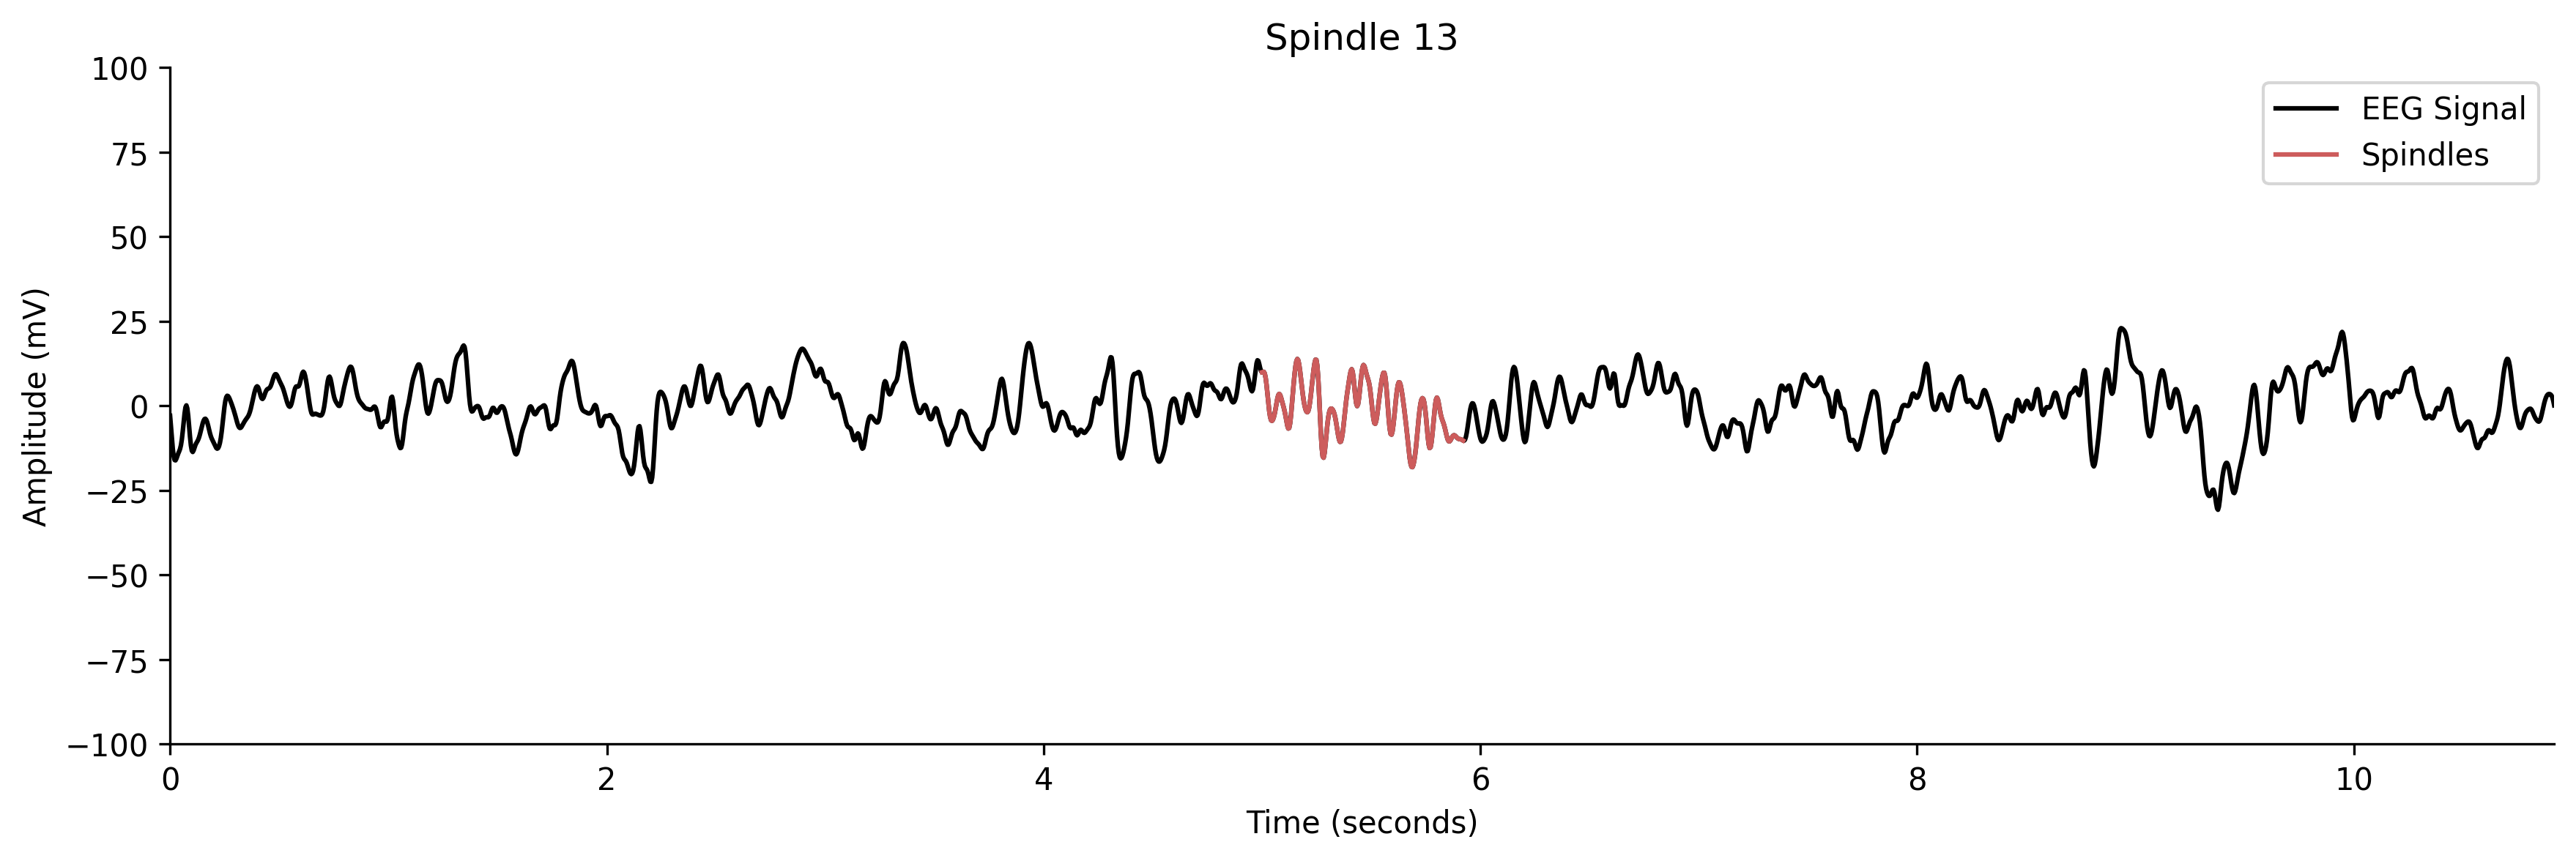 Spindle 13
100
75
50
25
0
−25
−50
−75
−100
Amplitude (mV)
EEG Signal
Spindles
0 2 4 6 8 10
Time (seconds)